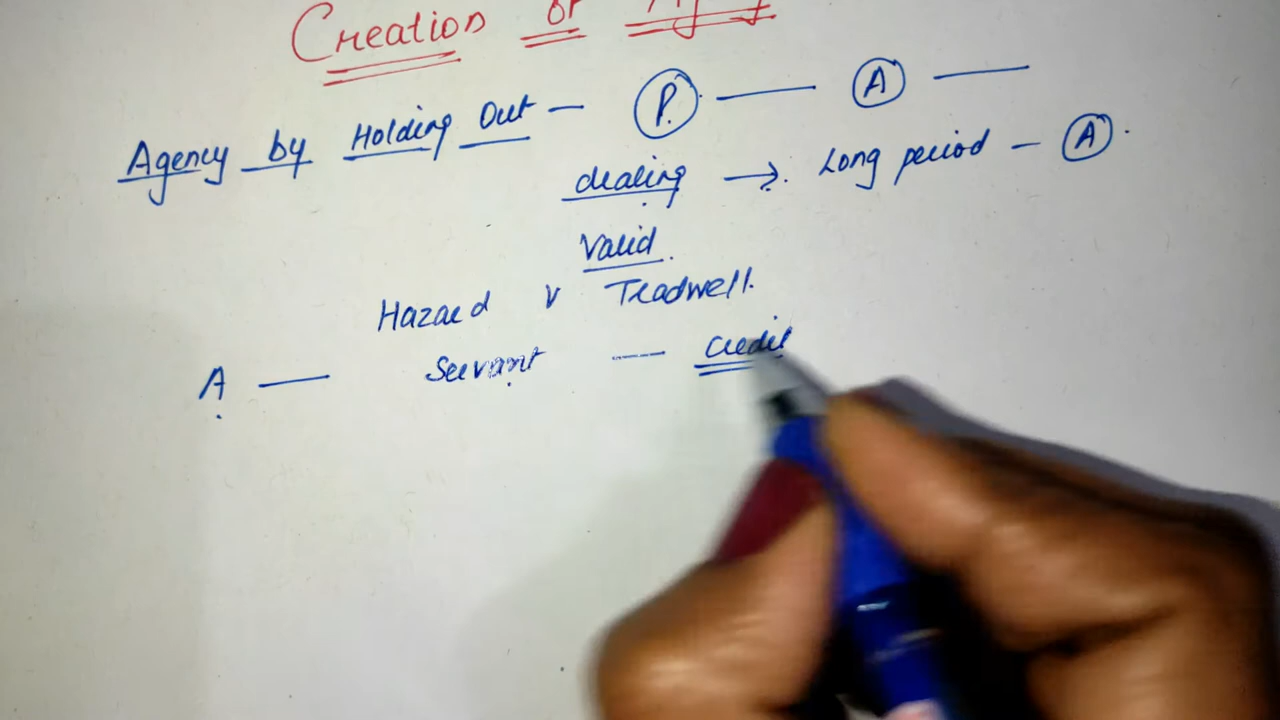 Creation of
Agency by Holding Out — P. — A —
dealing → Long period — A.
Valid.
Hazard v Treadwell.
A — Servant — Credit